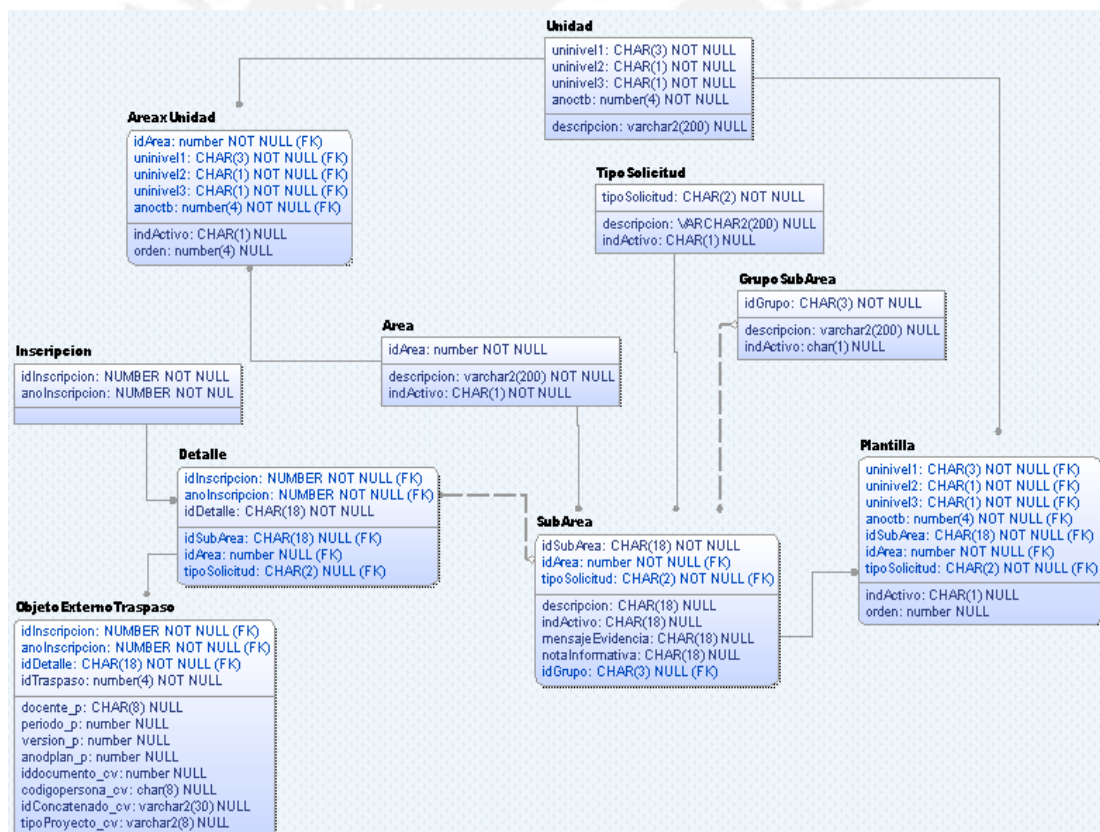 Unidad
uninivel1: CHAR(3) NOT NULL
uninivel2: CHAR(1) NOT NULL
uninivel3: CHAR(1) NOT NULL
anoctb: number(4) NOT NULL
descripcion: varchar2(200) NULL
AreaxUnidad
idArea: number NOT NULL (FK)
uninivel1: CHAR(3) NOT NULL (FK)
uninivel2: CHAR(1) NOT NULL (FK)
uninivel3: CHAR(1) NOT NULL (FK)
anoctb: number(4) NOT NULL (FK)
indActivo: CHAR(1) NULL
orden: number(4) NULL
TipoSolicitud
tipoSolicitud: CHAR(2) NOT NULL
descripcion: VARCHAR2(200) NULL
indActivo: CHAR(1) NULL
GrupoSubArea
idGrupo: CHAR(3) NOT NULL
descripcion: varchar2(200) NULL
indActivo: char(1) NULL
Area
idArea: number NOT NULL
descripcion: varchar2(200) NOT NULL
indActivo: CHAR(1) NOT NULL
Inscripcion
idInscripcion: NUMBER NOT NULL
anoInscripcion: NUMBER NOT NUL
Detalle
idInscripcion: NUMBER NOT NULL (FK)
anoInscripcion: NUMBER NOT NULL (FK)
idDetalle: CHAR(18) NOT NULL
idSubArea: CHAR(18) NULL (FK)
idArea: number NULL (FK)
tipoSolicitud: CHAR(2) NULL (FK)
Plantilla
uninivel1: CHAR(3) NOT NULL (FK)
uninivel2: CHAR(1) NOT NULL (FK)
uninivel3: CHAR(1) NOT NULL (FK)
anoctb: number(4) NOT NULL (FK)
idSubArea: CHAR(18) NOT NULL (FK)
idArea: number NOT NULL (FK)
tipoSolicitud: CHAR(2) NOT NULL (FK)
indActivo: CHAR(1) NULL
orden: number NULL
SubArea
idSubArea: CHAR(18) NOT NULL
idArea: number NOT NULL (FK)
tipoSolicitud: CHAR(2) NOT NULL (FK)
descripcion: CHAR(18) NULL
indActivo: CHAR(18) NULL
mensajeEvidencia: CHAR(18) NULL
notaInformativa: CHAR(18) NULL
idGrupo: CHAR(3) NULL (FK)
ObjetoExternoTraspaso
idInscripcion: NUMBER NOT NULL (FK)
anoInscripcion: NUMBER NOT NULL (FK)
idDetalle: CHAR(18) NOT NULL (FK)
idTraspaso: number(4) NOT NULL
docente_p: CHAR(8) NULL
periodo_p: number NULL
version_p: number NULL
anodplan_p: number NULL
iddocumento_cv: number NULL
codigopersona_cv: char(8) NULL
idConcatenado_cv: varchar2(30) NULL
tipoProyecto_cv: varchar2(8) NULL